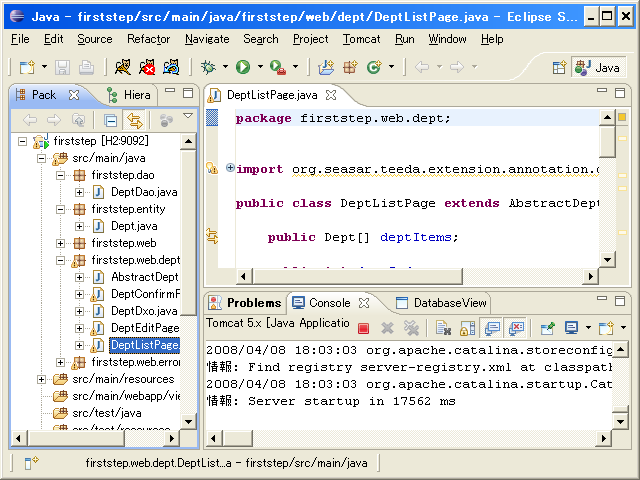 Java - firststep/src/main/java/firststep/web/dept/DeptListPage.java - Eclipse S...
File Edit Source Refactor Navigate Search Project Tomcat Run Window Help
Java
Pack
Hiera
firststep [H2:9092]
src/main/java
firststep.dao
DeptDao.java
firststep.entity
Dept.java
firststep.web
firststep.web.dept
AbstractDept
DeptConfirmF
DeptDxo.java
DeptEditPage
DeptListPage.
firststep.web.error
src/main/resources
src/main/webapp/vie
src/test/java
src/test/resources
DeptListPage.java
package firststep.web.dept;
import org.seasar.teeda.extension.annotation.c
public class DeptListPage extends AbstractDept
public Dept[] deptItems;
Problems Console DatabaseView
Tomcat 5.x [Java Applicatio
2008/04/08 18:03:03 org.apache.catalina.storeconfig
情報: Find registry server-registry.xml at classpath
2008/04/08 18:03:03 org.apache.catalina.startup.Cat
情報: Server startup in 17562 ms
firststep.web.dept.DeptList...a - firststep/src/main/java